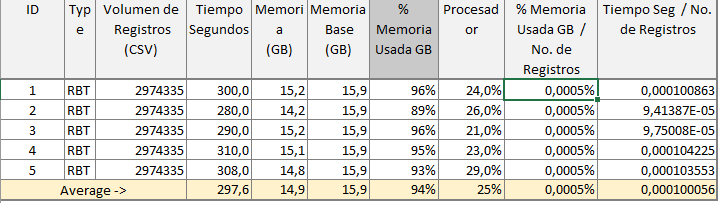 ID Typ e Volumen de Registros (CSV) Tiempo Segundos Memori a (GB) Memoria Base (GB) % Memoria Usada GB Procesad or % Memoria Usada GB / No. de Registros Tiempo Seg / No. de Registros
1 RBT 2974335 300,0 15,2 15,9 96% 24,0% 0,0005% 0,000100863
2 RBT 2974335 280,0 14,2 15,9 89% 26,0% 0,0005% 9,41387E-05
3 RBT 2974335 290,0 15,2 15,9 96% 21,0% 0,0005% 9,75008E-05
4 RBT 2974335 310,0 15,1 15,9 95% 23,0% 0,0005% 0,000104225
5 RBT 2974335 308,0 14,8 15,9 93% 29,0% 0,0005% 0,000103553
Average -> 297,6 14,9 15,9 94% 25% 0,0005% 0,000100056